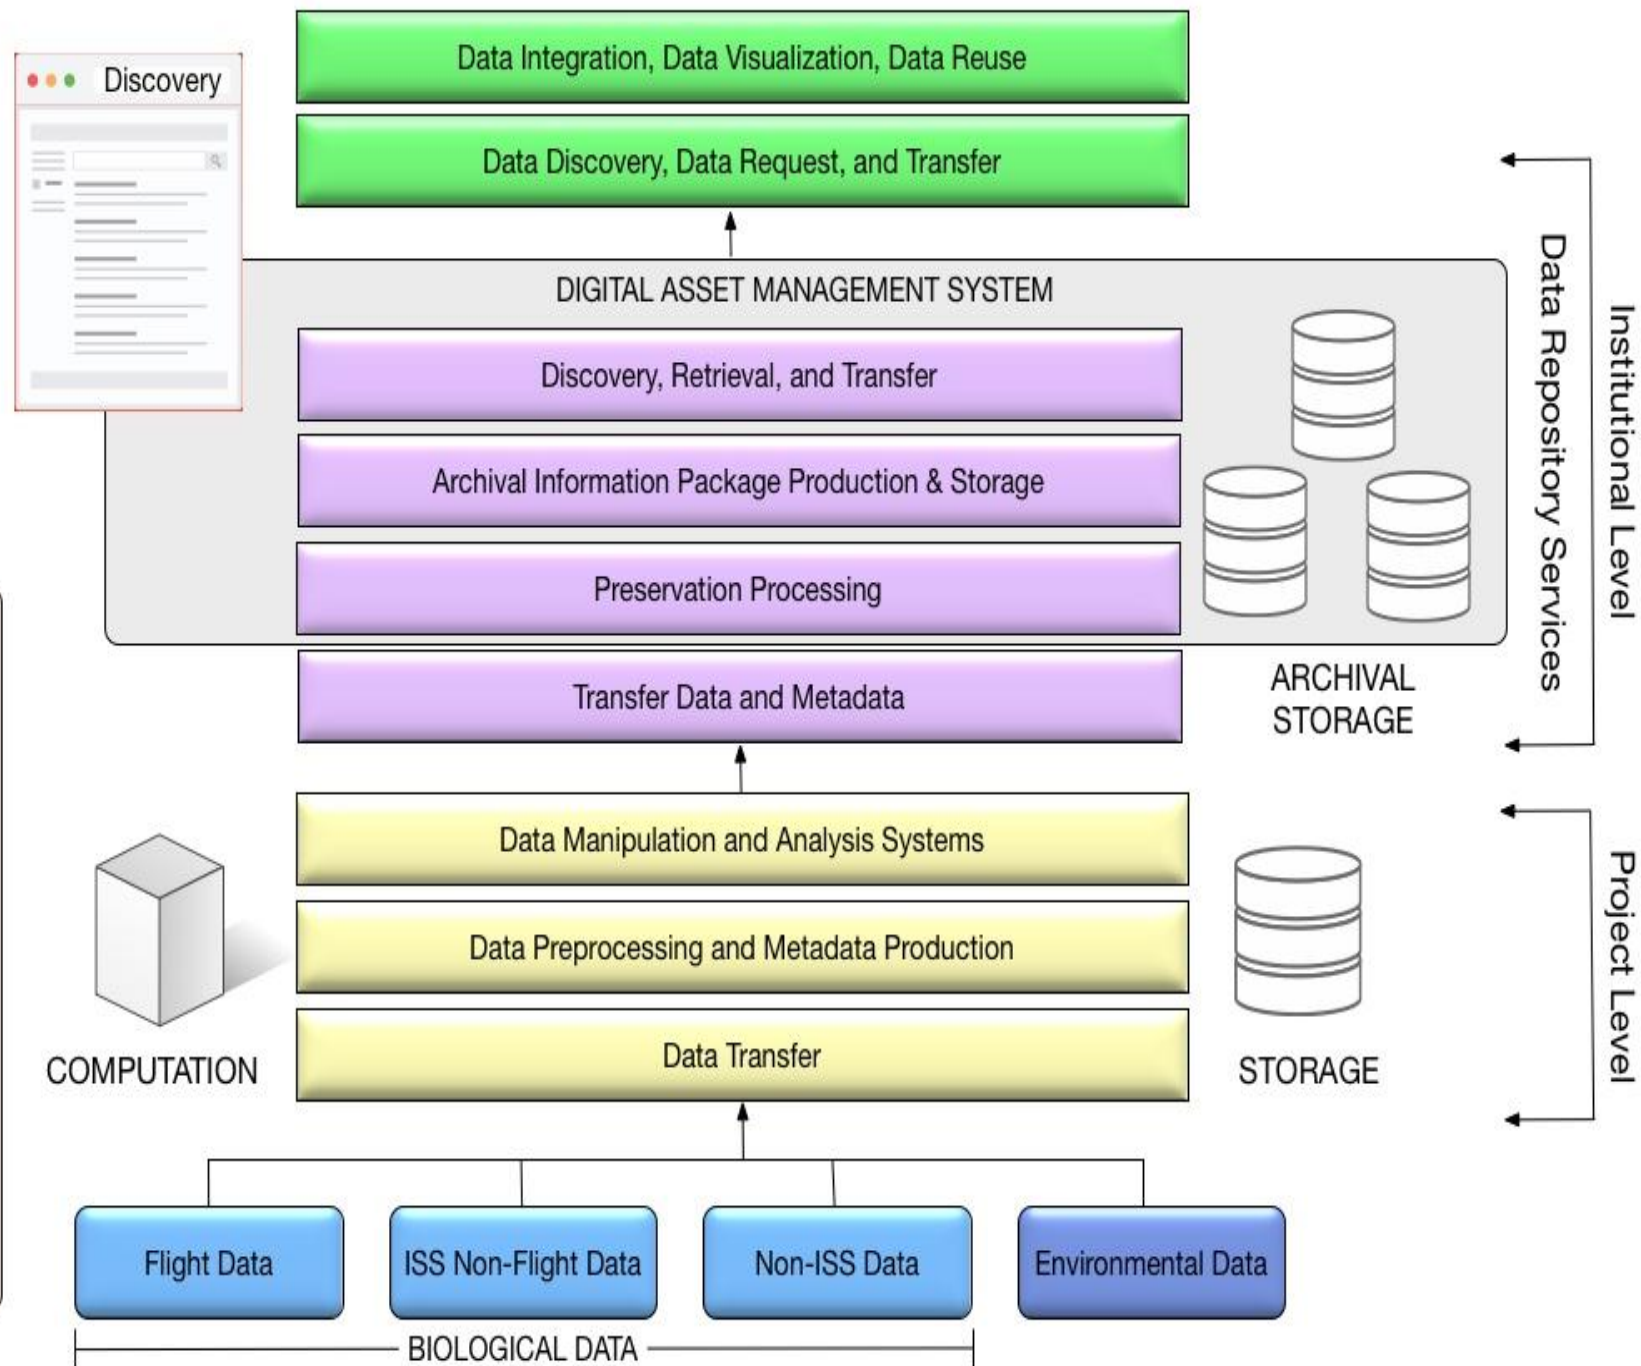 Data Integration, Data Visualization, Data Reuse
Discovery
Data Discovery, Data Request, and Transfer
DIGITAL ASSET MANAGEMENT SYSTEM
Discovery, Retrieval, and Transfer
Archival Information Package Production & Storage
Preservation Processing
Transfer Data and Metadata
ARCHIVAL
STORAGE
Data Repository Services
Institutional Level
Data Manipulation and Analysis Systems
Data Preprocessing and Metadata Production
Data Transfer
COMPUTATION
STORAGE
Project Level
Flight Data
ISS Non-Flight Data
Non-ISS Data
Environmental Data
BIOLOGICAL DATA